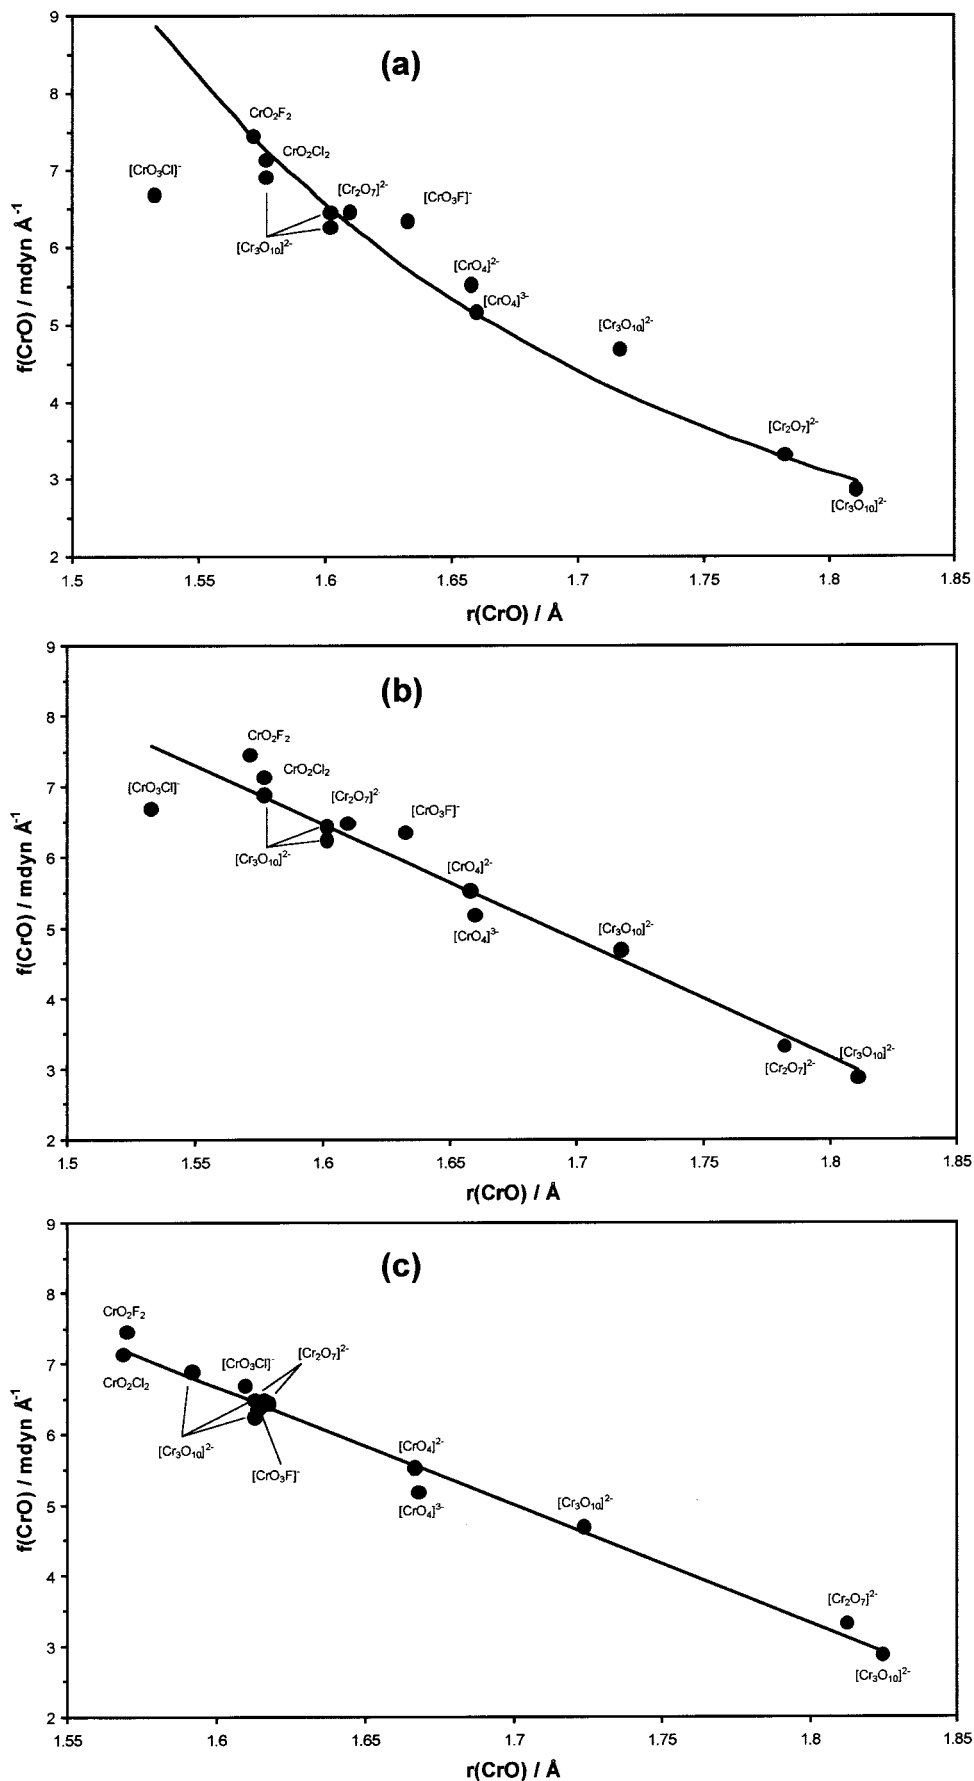 (a)
9
8
7
6
5
4
3
2
f(CrO) / mdyn Å⁻¹
CrO₂F₂
CrO₂Cl₂
[CrO₃Cl]⁻
[Cr₂O₇]²⁻
[CrO₃F]⁻
[Cr₃O₁₀]²⁻
[CrO₄]²⁻
[CrO₄]³⁻
[Cr₃O₁₀]²⁻
[Cr₂O₇]²⁻
[Cr₃O₁₀]²⁻
1.5 1.55 1.6 1.65 1.7 1.75 1.8 1.85
r(CrO) / Å
(b)
9
8
7
6
5
4
3
2
f(CrO) / mdyn Å⁻¹
CrO₂F₂
CrO₂Cl₂
[CrO₃Cl]⁻
[Cr₂O₇]²⁻
[CrO₃F]⁻
[Cr₃O₁₀]²⁻
[CrO₄]²⁻
[CrO₄]³⁻
[Cr₃O₁₀]²⁻
[Cr₃O₁₀]²⁻
[Cr₂O₇]²⁻
1.5 1.55 1.6 1.65 1.7 1.75 1.8 1.85
r(CrO) / Å
(c)
9
8
7
6
5
4
3
2
f(CrO) / mdyn Å⁻¹
CrO₂F₂
[Cr₂O₇]²⁻
[CrO₃Cl]⁻
CrO₂Cl₂
[Cr₃O₁₀]²⁻
[CrO₄]²⁻
[CrO₃F]⁻
[Cr₃O₁₀]²⁻
[CrO₄]³⁻
[Cr₂O₇]²⁻
[Cr₃O₁₀]²⁻
1.55 1.6 1.65 1.7 1.75 1.8 1.85
r(CrO) / Å